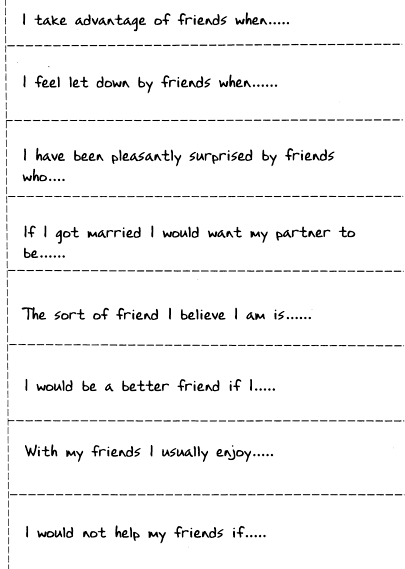 I take advantage of friends when.....
I feel let down by friends when......
I have been pleasantly surprised by friends
who....
If I got married I would want my partner to
be......
The sort of friend I believe I am is......
I would be a better friend if I.....
With my friends I usually enjoy.....
I would not help my friends if.....